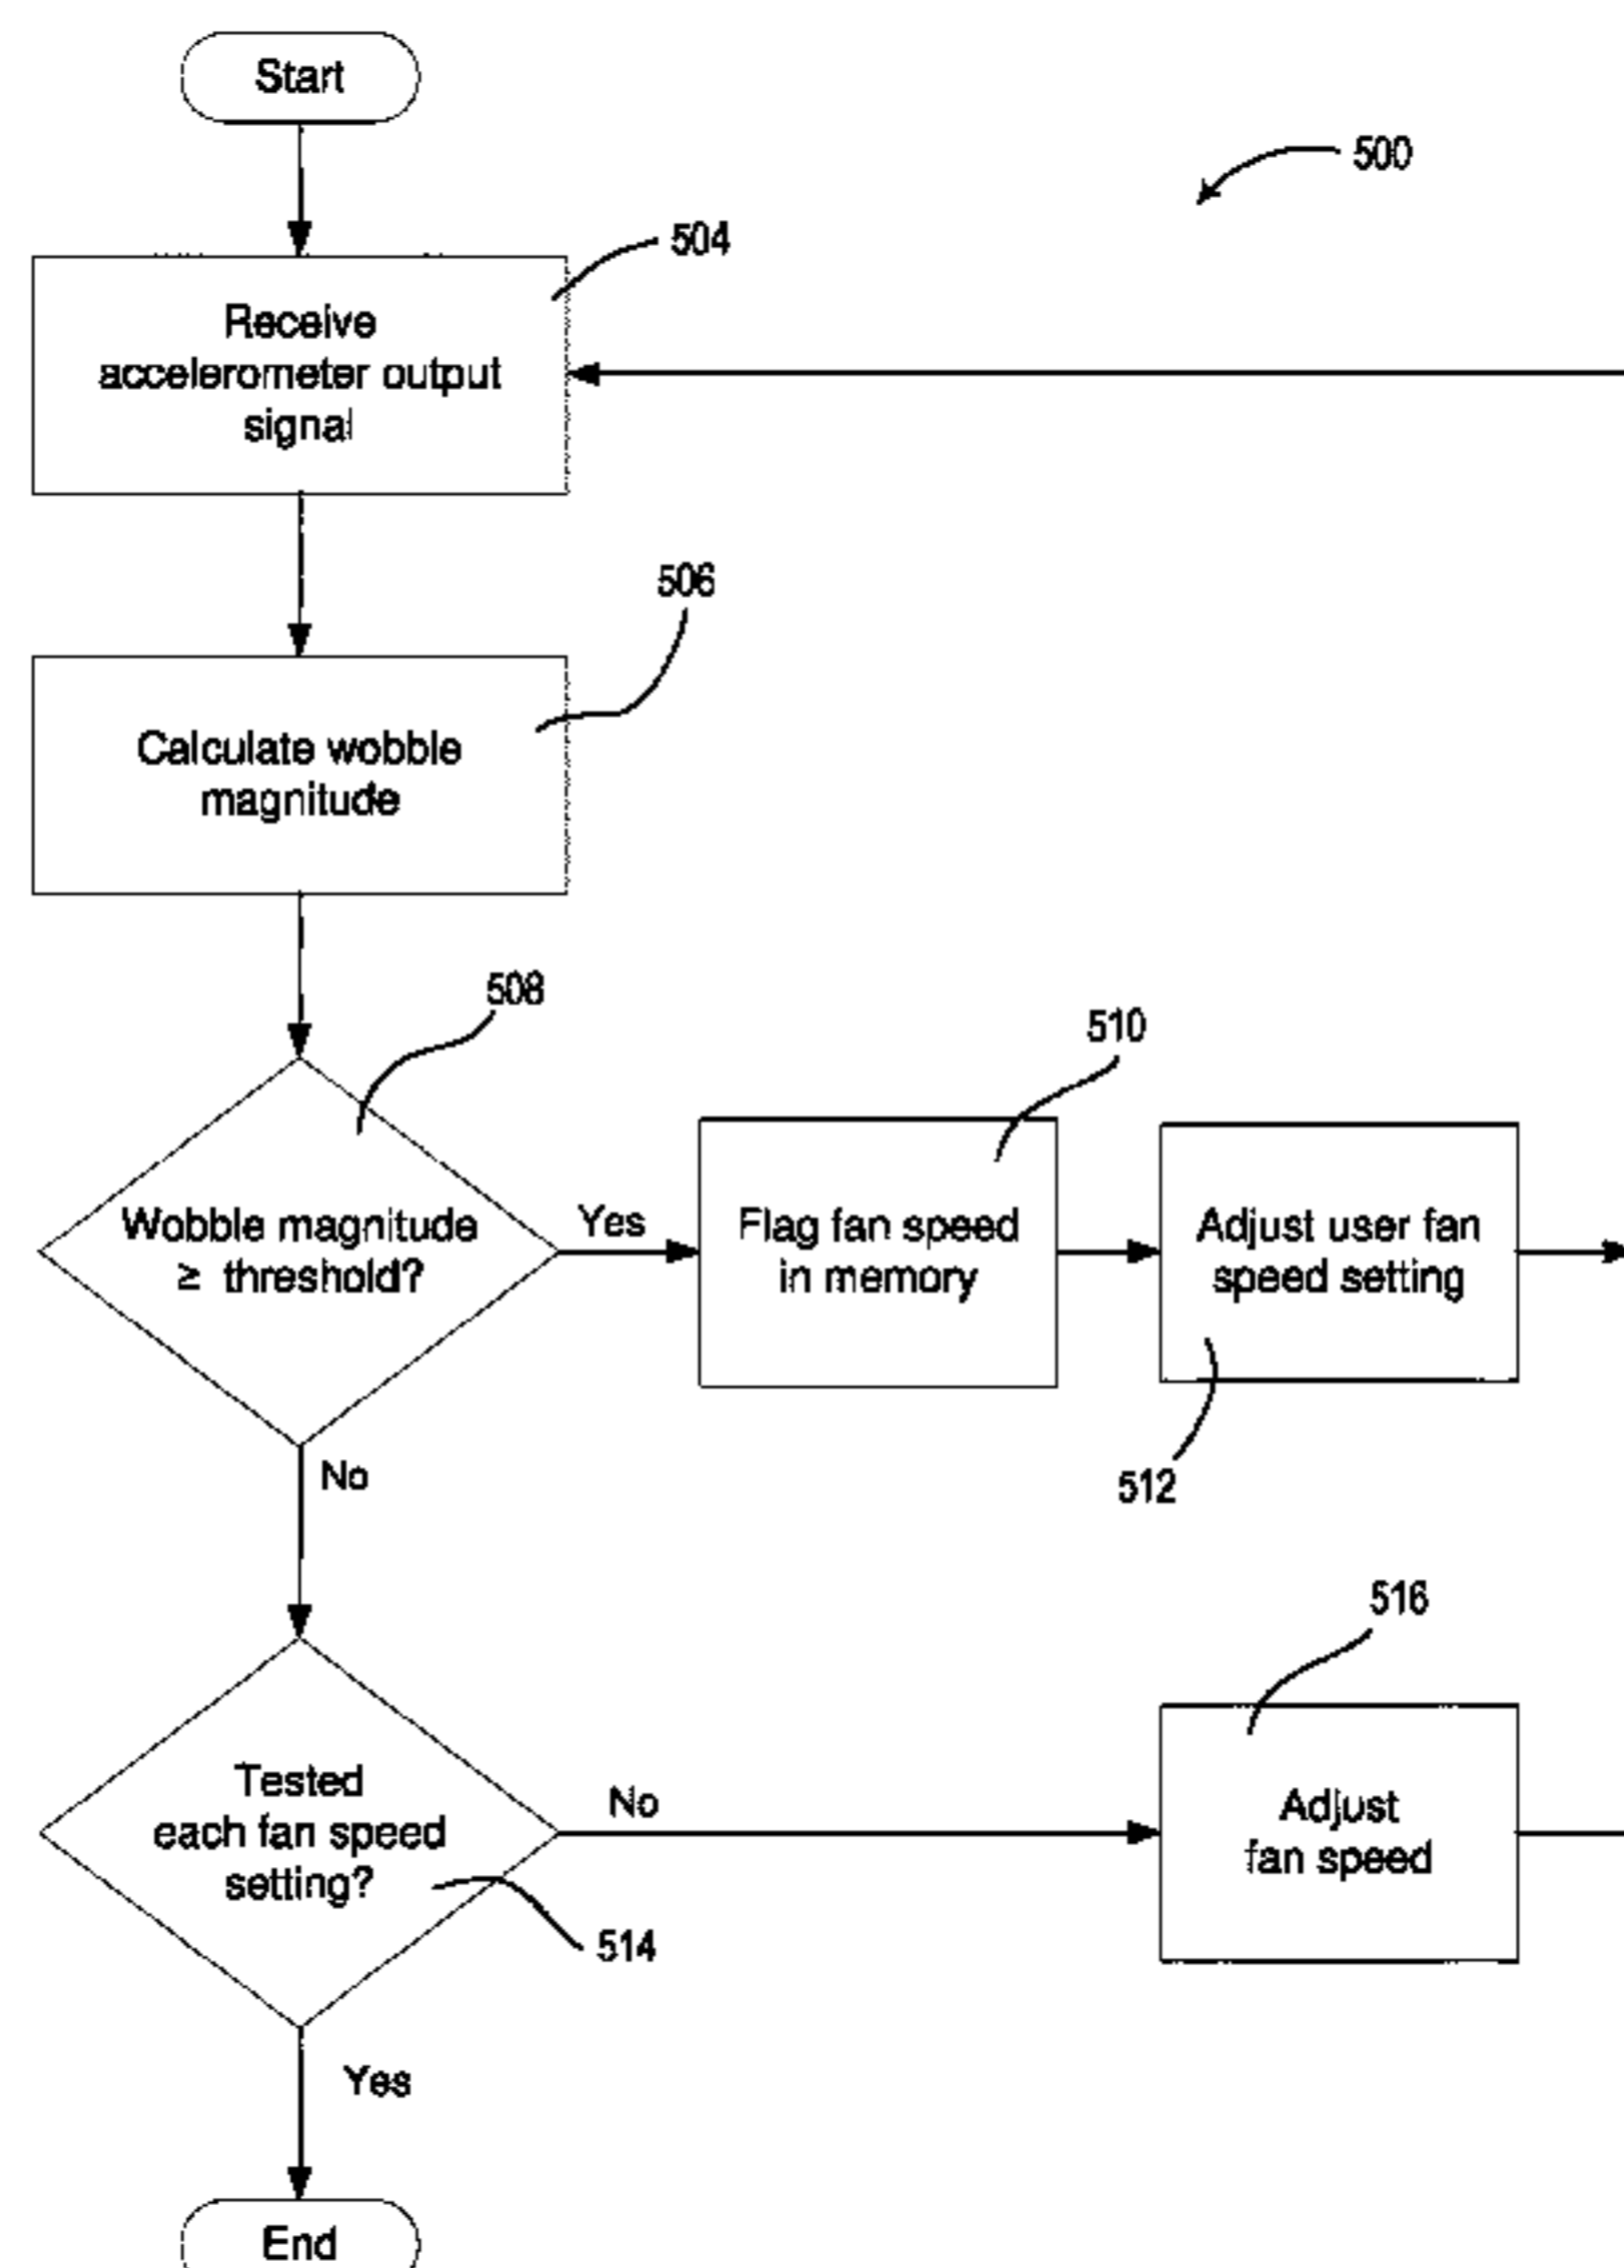 Start
500
504
Receive
accelerometer output
signal
506
Calculate wobble
magnitude
508
510
Wobble magnitude
≥ threshold?
Yes
Flag fan speed
in memory
Adjust user fan
speed setting
No
512
516
Tested
each fan speed
setting?
No
Adjust
fan speed
514
Yes
End